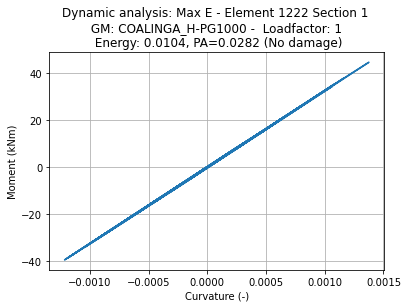 Dynamic analysis: Max E - Element 1222 Section 1
GM: COALINGA_H-PG1000 - Loadfactor: 1
Energy: 0.0104, PA=0.0282 (No damage)
40
20
0
−20
−40
Moment (kNm)
−0.0010 −0.0005 0.0000 0.0005 0.0010 0.0015
Curvature (-)